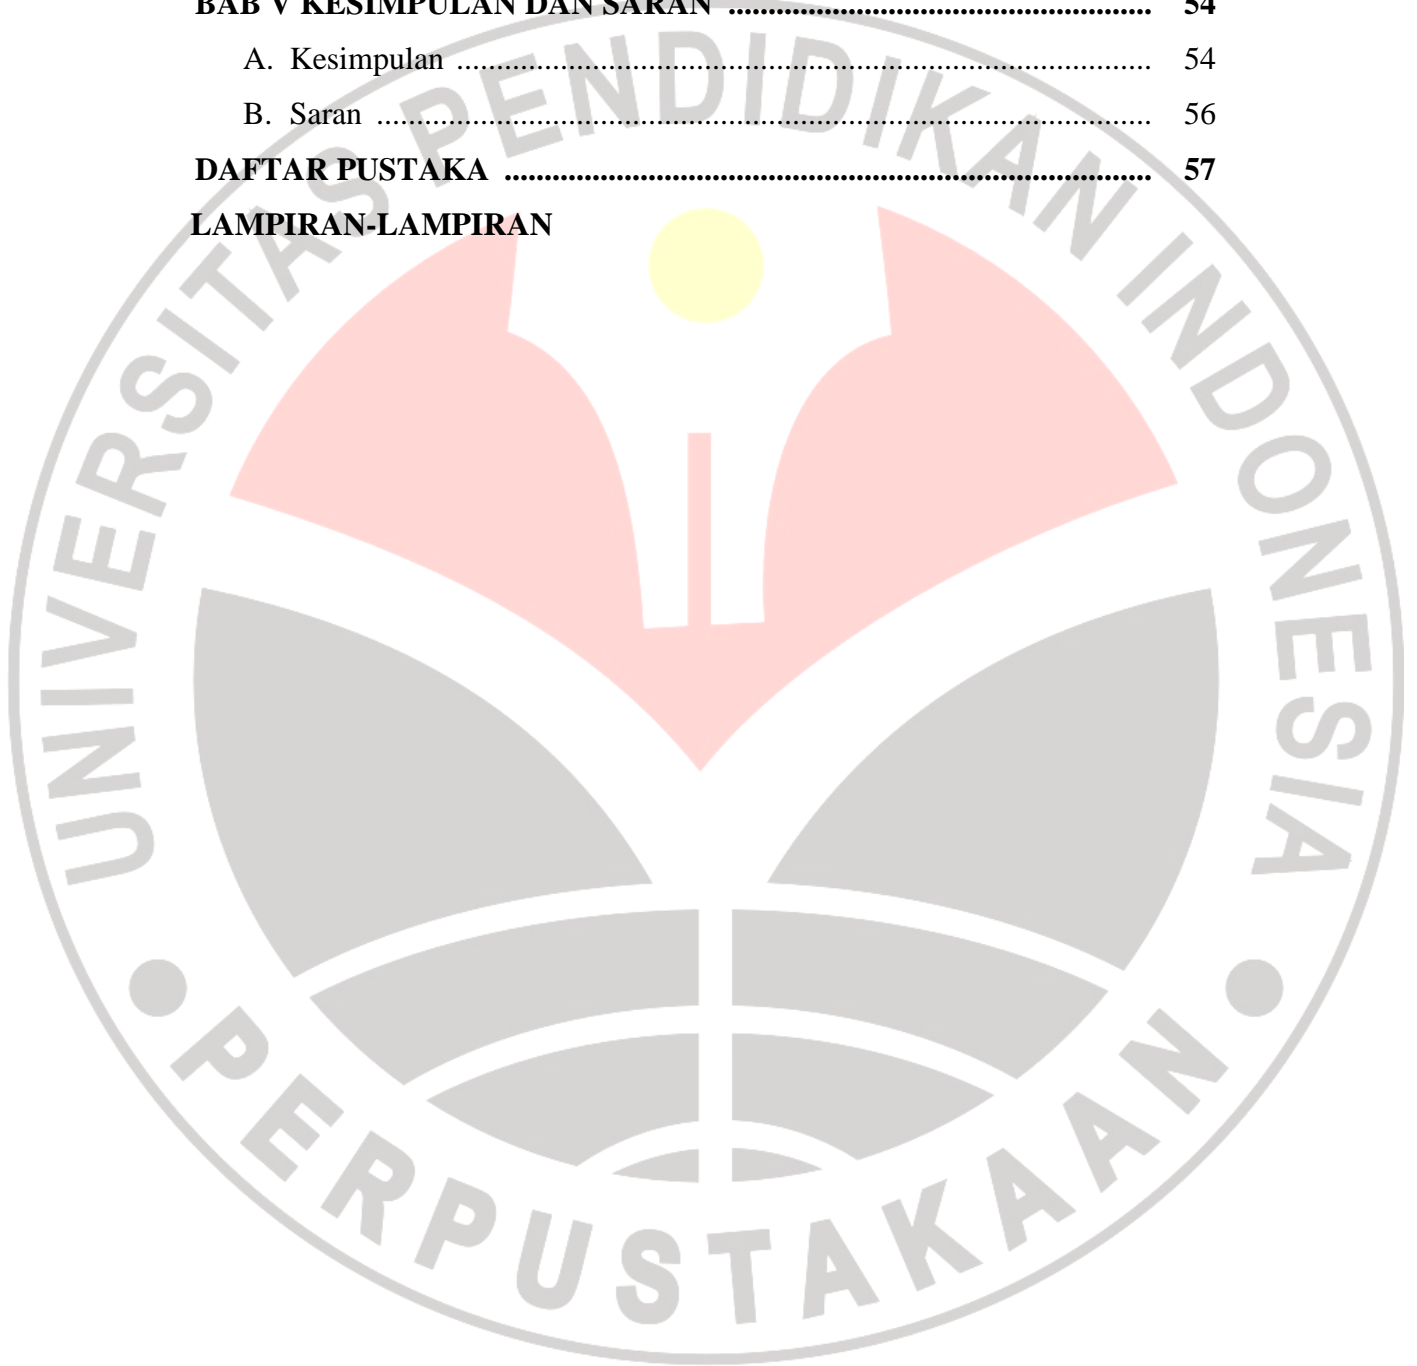 BAB V KESIMPULAN DAN SARAN ................................................ 54
A. Kesimpulan ........................................................................................ 54
B. Saran .................................................................................................. 56
DAFTAR PUSTAKA ............................................................................. 57
LAMPIRAN-LAMPIRAN
UNIVERSITAS PENDIDIKAN INDONESIA
PERPUSTAKAAN